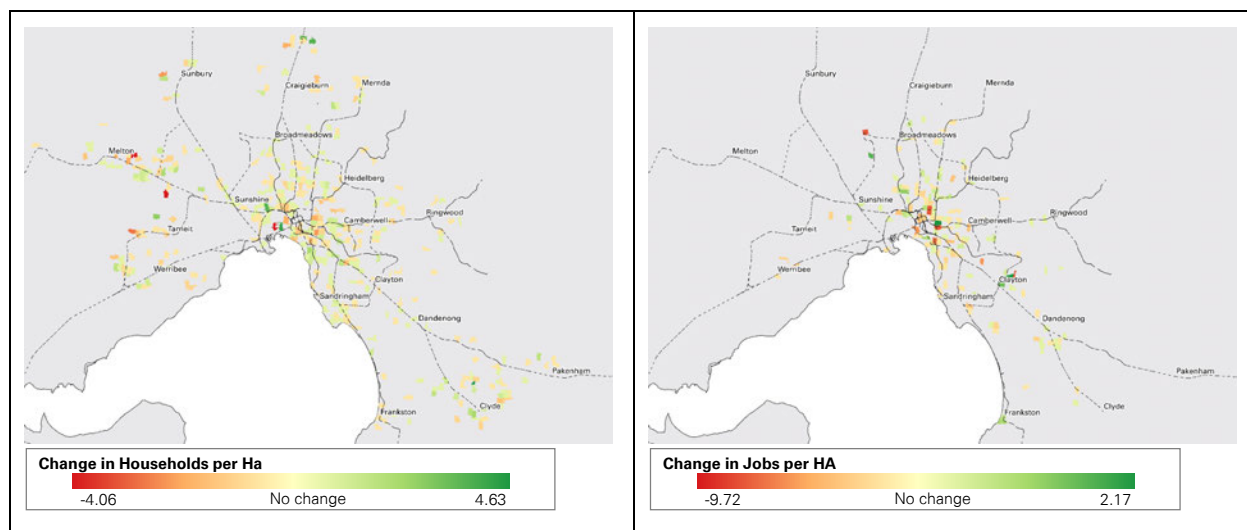 Sunbury
Craigieburn
Mernda
Broadmeadows
Melton
Heidelberg
Sunshine
Camberwell
Ringwood
Tarneit
Werribee
Clayton
Sandringham
Dandenong
Pakenham
Frankston
Clyde
Change in Households per Ha
-4.06 No change 4.63
Sunbury
Craigieburn
Mernda
Broadmeadows
Melton
Heidelberg
Sunshine
Camberwell
Ringwood
Tarneit
Werribee
Clayton
Sandringham
Dandenong
Pakenham
Frankston
Clyde
Change in Jobs per HA
-9.72 No change 2.17